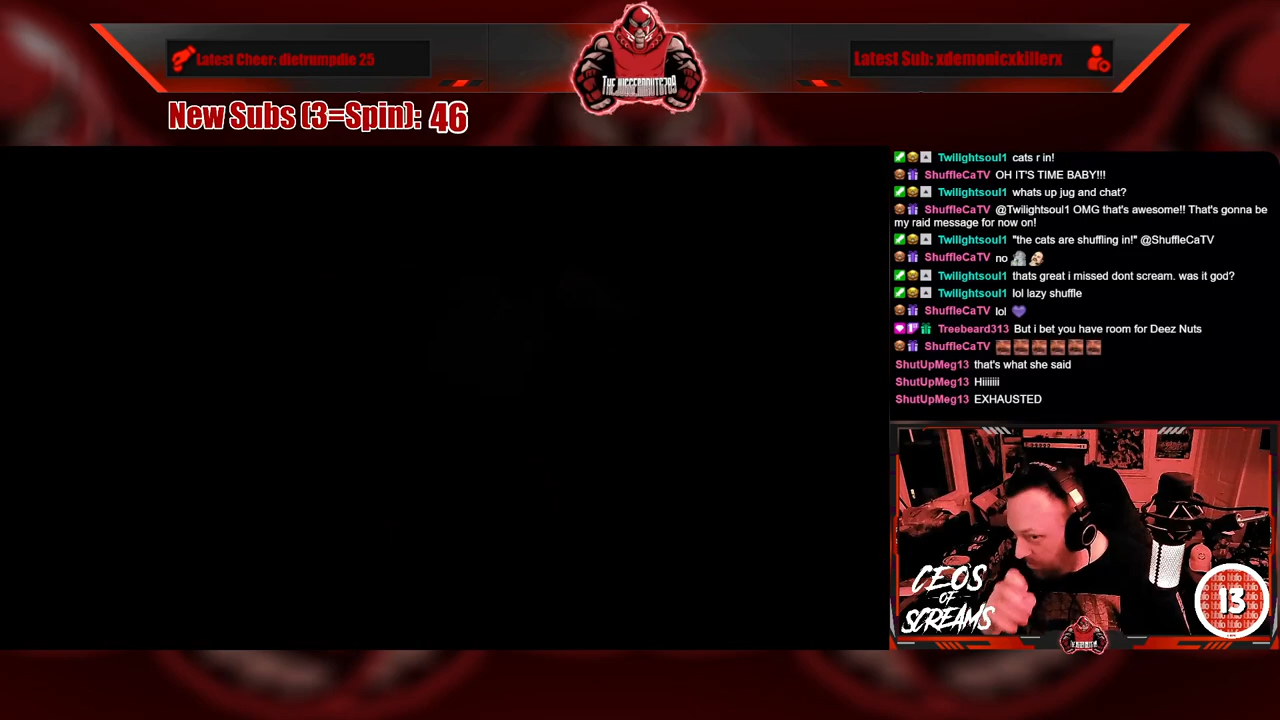 Latest Cheer: dietrumpdie 25
THEJUGGERNAUT6789
Latest Sub: xdemonicxkillerx
New Subs (3=Spin): 46
Twilightsoul1 cats r in!
ShuffleCaTV OH IT'S TIME BABY!!!
Twilightsoul1 whats up jug and chat?
ShuffleCaTV @Twilightsoul1 OMG that's awesome!! That's gonna be
my raid message for now on!
Twilightsoul1 "the cats are shuffling in!" @ShuffleCaTV
ShuffleCaTV no
Twilightsoul1 thats great i missed dont scream. was it god?
Twilightsoul1 lol lazy shuffle
ShuffleCaTV lol
Treebeard313 But i bet you have room for Deez Nuts
ShuffleCaTV
ShutUpMeg13 that's what she said
ShutUpMeg13 Hiiiiiii
ShutUpMeg13 EXHAUSTED
CEO'S
OF
SCREAMS
13